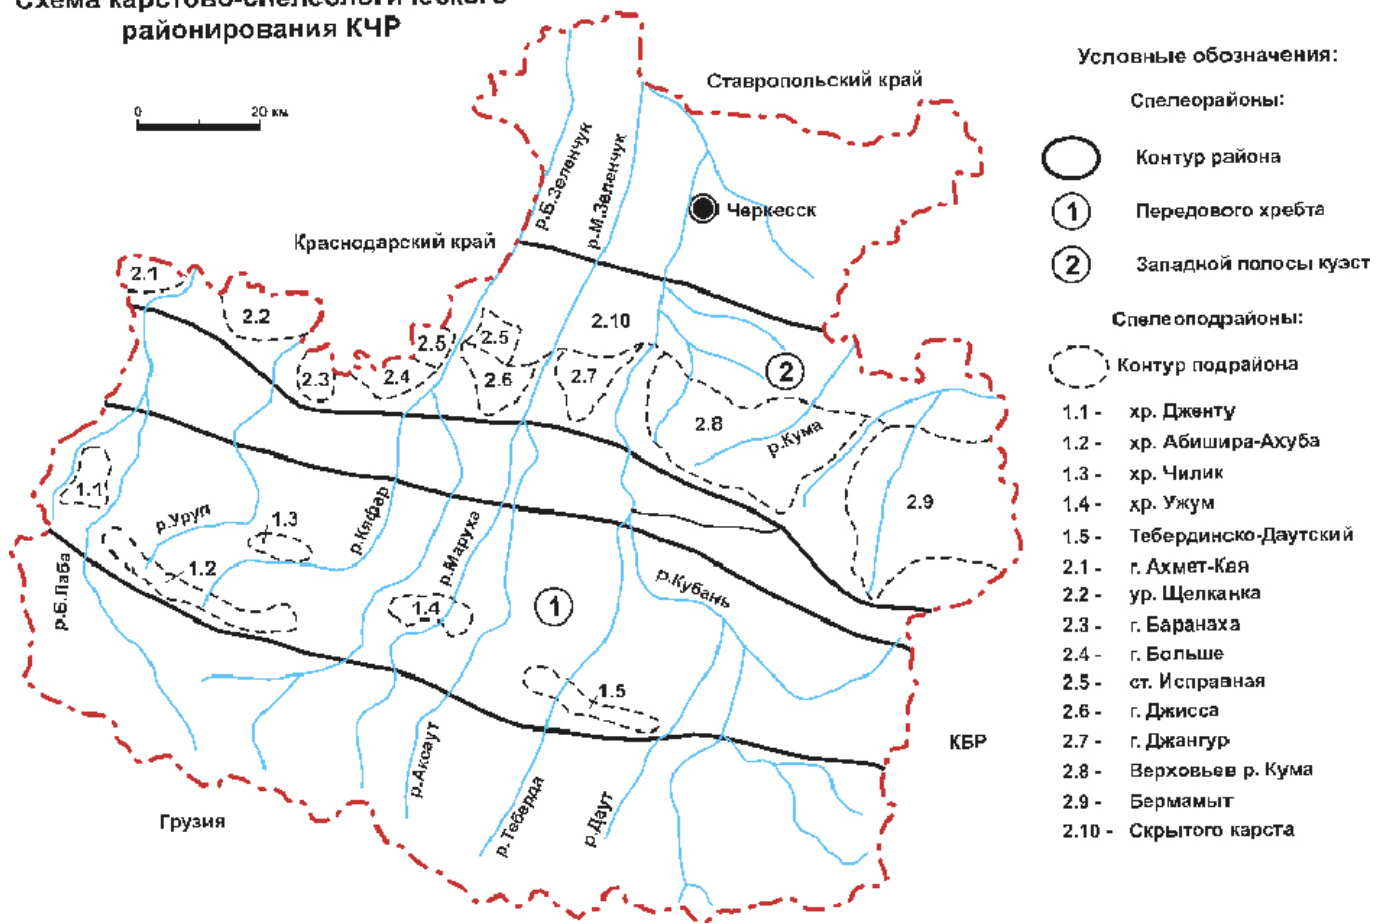 Схема карстово-спелеологического
районирования КЧР
0 20 км
Ставропольский край
Краснодарский край
Черкесск
р.Б.Зеленчук
р.М.Зеленчук
2.1
2.2
2.3
2.4
2.5
2.5
2.6
2.7
2.10
2
2.8
р.Кума
2.9
1.1
р.Уруп
1.3
1.2
р.Кяфар
р.Маруха
1.4
1
р.Кубань
р.Б.Лаба
1.5
р.Аксаут
р.Теберда
р.Даут
КБР
Грузия
Условные обозначения:
Спелеорайоны:
Контур района
1 Передового хребта
2 Западной полосы куэст
Спелеоподрайоны:
Контур подрайона
1.1 - хр. Дженту
1.2 - хр. Абишира-Ахуба
1.3 - хр. Чилик
1.4 - хр. Ужум
1.5 - Тебердинско-Даутский
2.1 - г. Ахмет-Кая
2.2 - ур. Щелканка
2.3 - г. Баранаха
2.4 - г. Больше
2.5 - ст. Исправная
2.6 - г. Джисса
2.7 - г. Джангур
2.8 - Верховьев р. Кума
2.9 - Бермамыт
2.10 - Скрытого карста